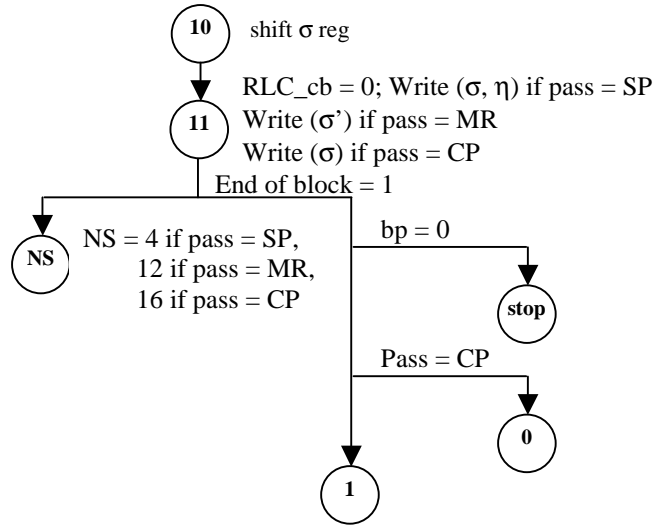 10 shift σ reg
RLC_cb = 0; Write (σ, η) if pass = SP
11 Write (σ') if pass = MR
Write (σ) if pass = CP
End of block = 1
NS NS = 4 if pass = SP,
12 if pass = MR,
16 if pass = CP
bp = 0
stop
Pass = CP
0
1